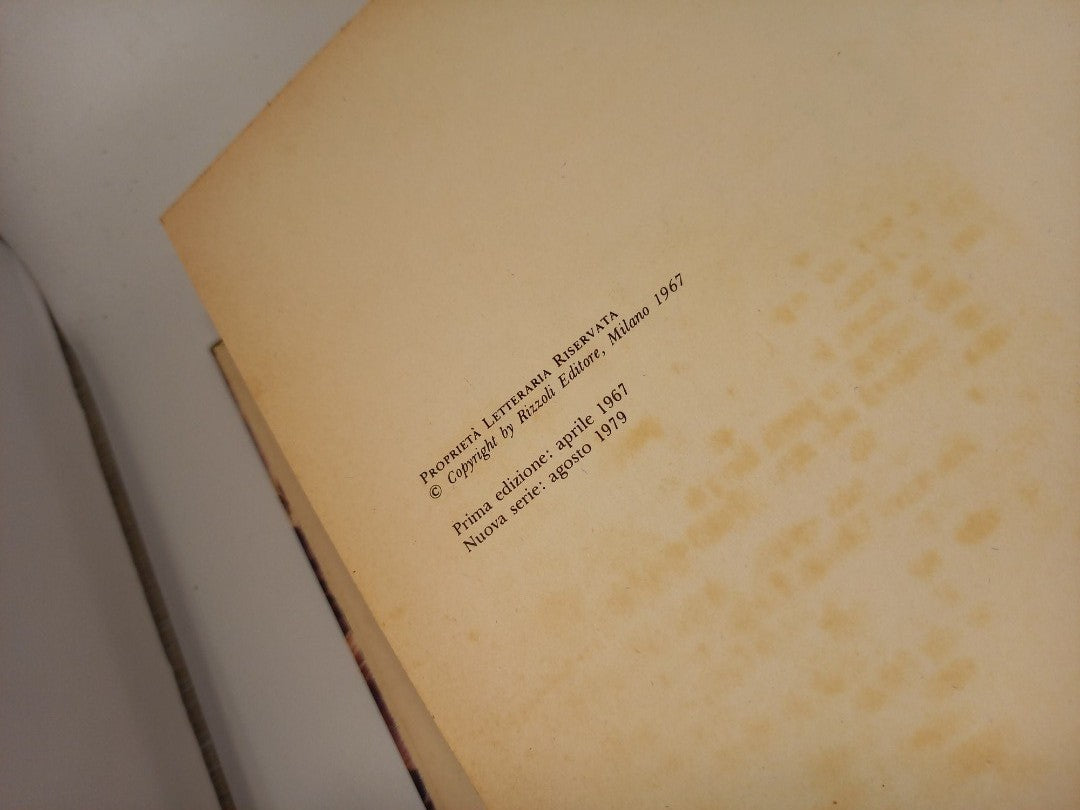 PROPRIETÀ LETTERARIA RISERVATA
© Copyright by Rizzoli Editore, Milano 1967
Prima edizione: aprile 1967
Nuova serie: agosto 1979